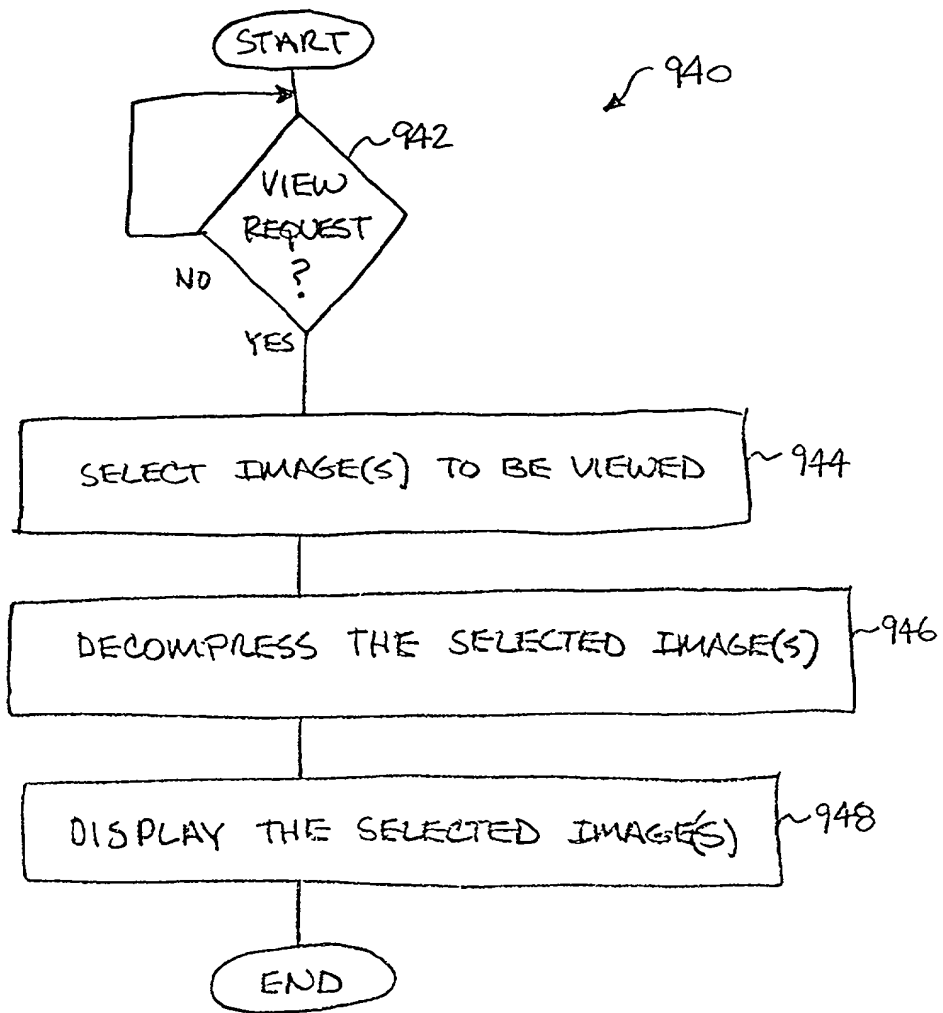 START
940
942
VIEW
REQUEST
?
NO
YES
SELECT IMAGE(S) TO BE VIEWED
944
DECOMPRESS THE SELECTED IMAGE(S)
946
DISPLAY THE SELECTED IMAGE(S)
948
END